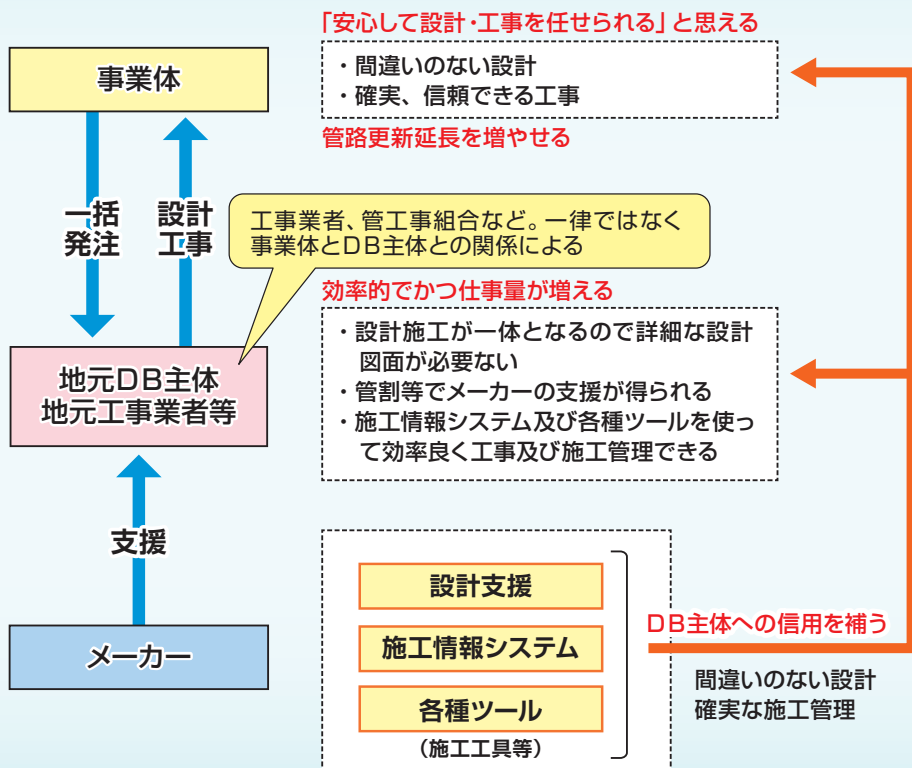 「安心して設計・工事を任せられる」と思える
事業体
・間違いのない設計
・確実、信頼できる工事
管路更新延長を増やせる
一括
発注
設計
工事
工事業者、管工事組合など。一律ではなく
事業体とDB主体との関係による
効率的でかつ仕事量が増える
地元DB主体
地元工事業者等
・設計施工が一体となるので詳細な設計
図面が必要ない
・管割等でメーカーの支援が得られる
・施工情報システム及び各種ツールを使っ
て効率良く工事及び施工管理できる
支援
メーカー
設計支援
施工情報システム
各種ツール
（施工工具等）
DB主体への信用を補う
間違いのない設計
確実な施工管理